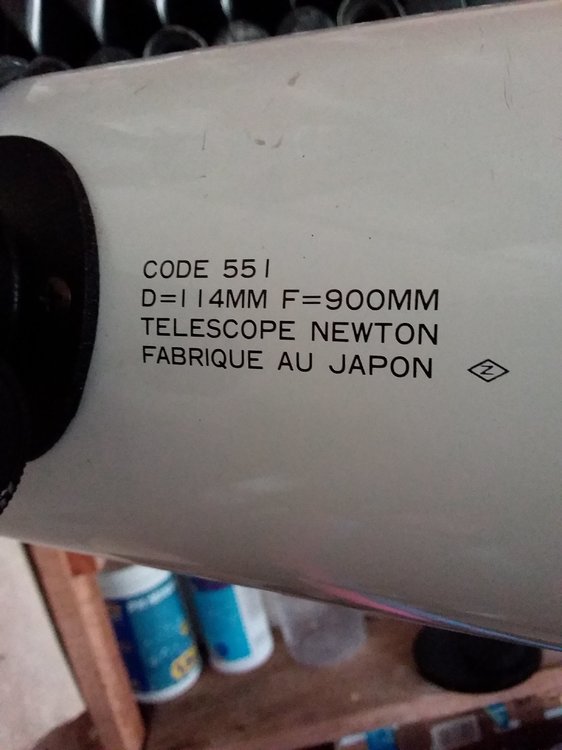 CODE 551
D=114MM F=900MM
TELESCOPE NEWTON
FABRIQUE AU JAPON Z